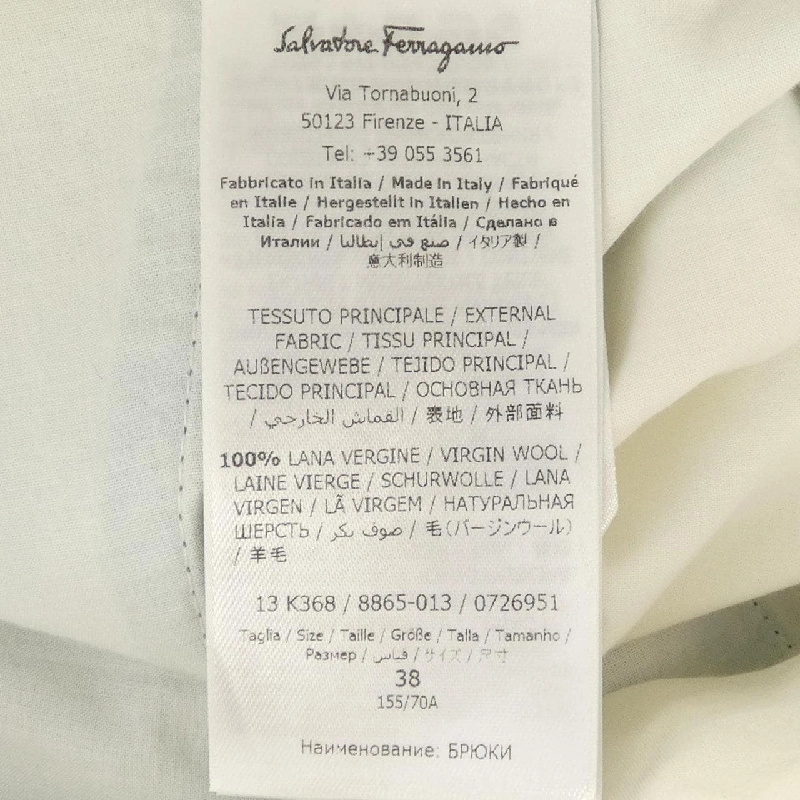 Salvatore Ferragamo
Via Tornabuoni, 2
50123 Firenze - ITALIA
Tel: +39 055 3561
Fabbricato in Italia / Made in Italy / Fabriqué
en Italie / Hergestellt in Italien / Hecho en
Italia / Fabricado em Itália / Сделано в
Италии / صنع في إيطاليا / イタリア製 /
意大利制造
TESSUTO PRINCIPALE / EXTERNAL
FABRIC / TISSU PRINCIPAL /
AUßENGEWEBE / TEJIDO PRINCIPAL /
TECIDO PRINCIPAL / ОСНОВНАЯ ТКАНЬ
/ القماش الخارجي / 表地 / 外部面料
100% LANA VERGINE / VIRGIN WOOL /
LAINE VIERGE / SCHURWOLLE / LANA
VIRGEN / LÃ VIRGEM / НАТУРАЛЬНАЯ
ШЕРСТЬ / صوف بكر / 毛(バージンウール)
/ 羊毛
13 K368 / 8865-013 / 0726951
Taglia / Size / Taille / Größe / Talla / Tamanho /
Размер / قياس / サイズ / 尺寸
38
155/70A
Наименование: БРЮКИ